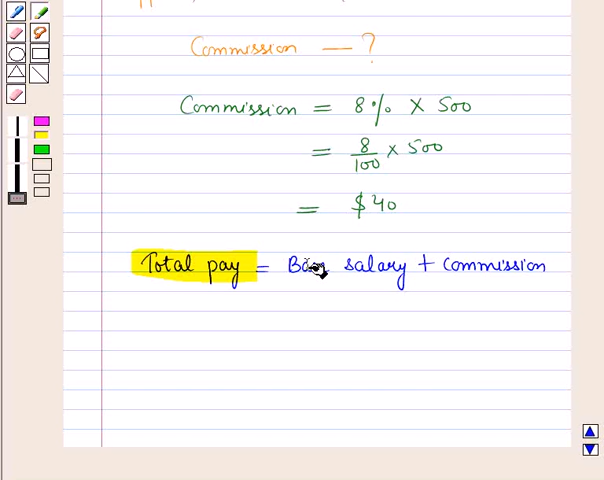 Commission — ?
Commission = 8% × 500
= 8/100 × 500
= $40
Total pay = salary + commission